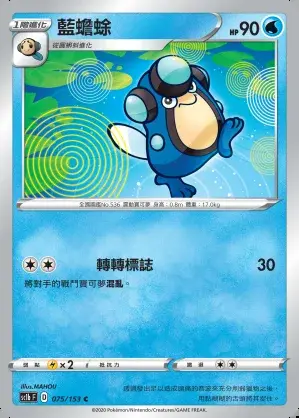 1階進化
藍蟾蜍
HP90
從圓蝌蚪進化
全國圖鑑No.536 震動寶可夢 身高：0.8m 體重：17.0kg
轉轉標誌 30
將對手的戰鬥寶可夢混亂。
弱點 ×2 抵抗力 撤退
illus.MAHOU
sc1b F D 075/153 C
©2020 Pokémon/Nintendo/Creatures/GAME FREAK.